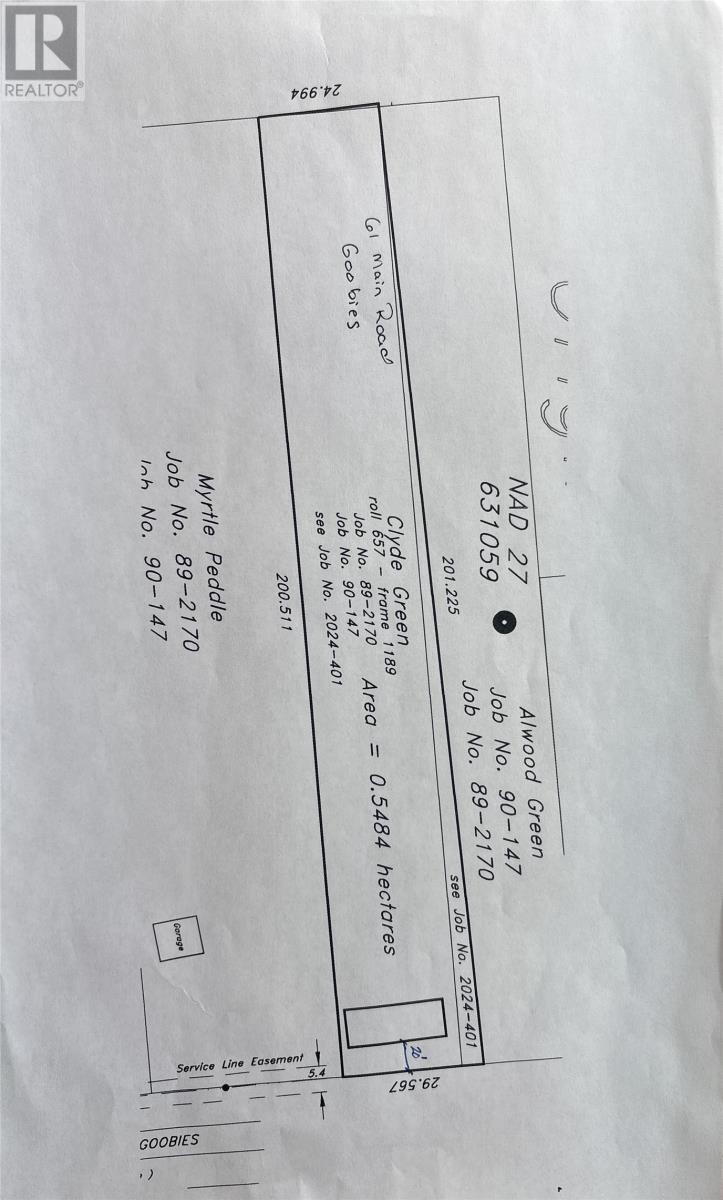 REALTOR®
24.994
61 Main Road
Goobies
NAD 27
631059
201.225
Alwood Green
Job No. 90-147
Job No. 89-2170
Clyde Green
roll 657 - frame 1189
Job No. 89-2170
Job No. 90-147
see Job No. 2024-401
Area = 0.5484 hectares
200.511
Myrtle Peddle
Job No. 89-2170
Job No. 90-147
see Job No. 2024-401
Garage
20'
29.567
Service Line Easement
5.4
GOOBIES